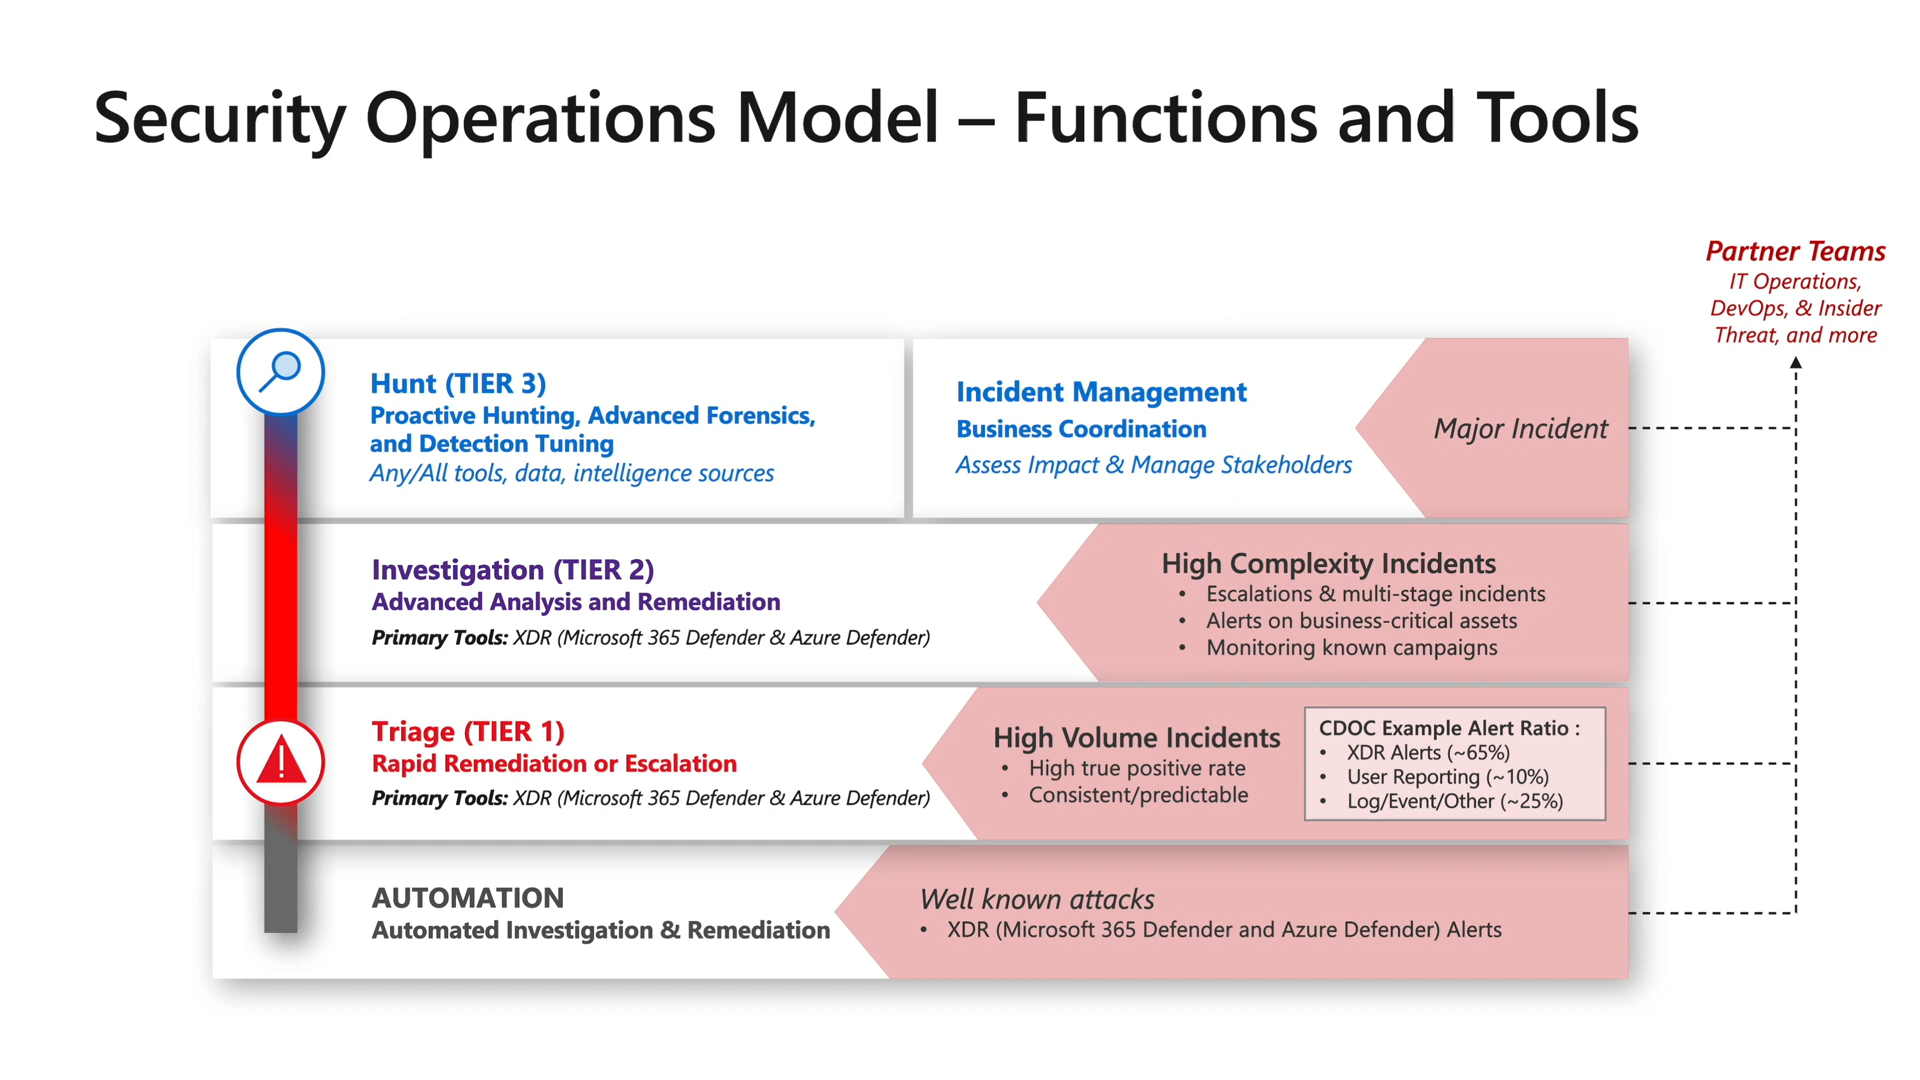 Security Operations Model – Functions and Tools
Partner Teams
IT Operations,
DevOps, & Insider
Threat, and more
Hunt (TIER 3)
Proactive Hunting, Advanced Forensics,
and Detection Tuning
Any/All tools, data, intelligence sources
Incident Management
Business Coordination
Assess Impact & Manage Stakeholders
Major Incident
Investigation (TIER 2)
Advanced Analysis and Remediation
Primary Tools: XDR (Microsoft 365 Defender & Azure Defender)
High Complexity Incidents
• Escalations & multi-stage incidents
• Alerts on business-critical assets
• Monitoring known campaigns
Triage (TIER 1)
Rapid Remediation or Escalation
Primary Tools: XDR (Microsoft 365 Defender & Azure Defender)
High Volume Incidents
• High true positive rate
• Consistent/predictable
CDOC Example Alert Ratio :
• XDR Alerts (~65%)
• User Reporting (~10%)
• Log/Event/Other (~25%)
AUTOMATION
Automated Investigation & Remediation
Well known attacks
• XDR (Microsoft 365 Defender and Azure Defender) Alerts